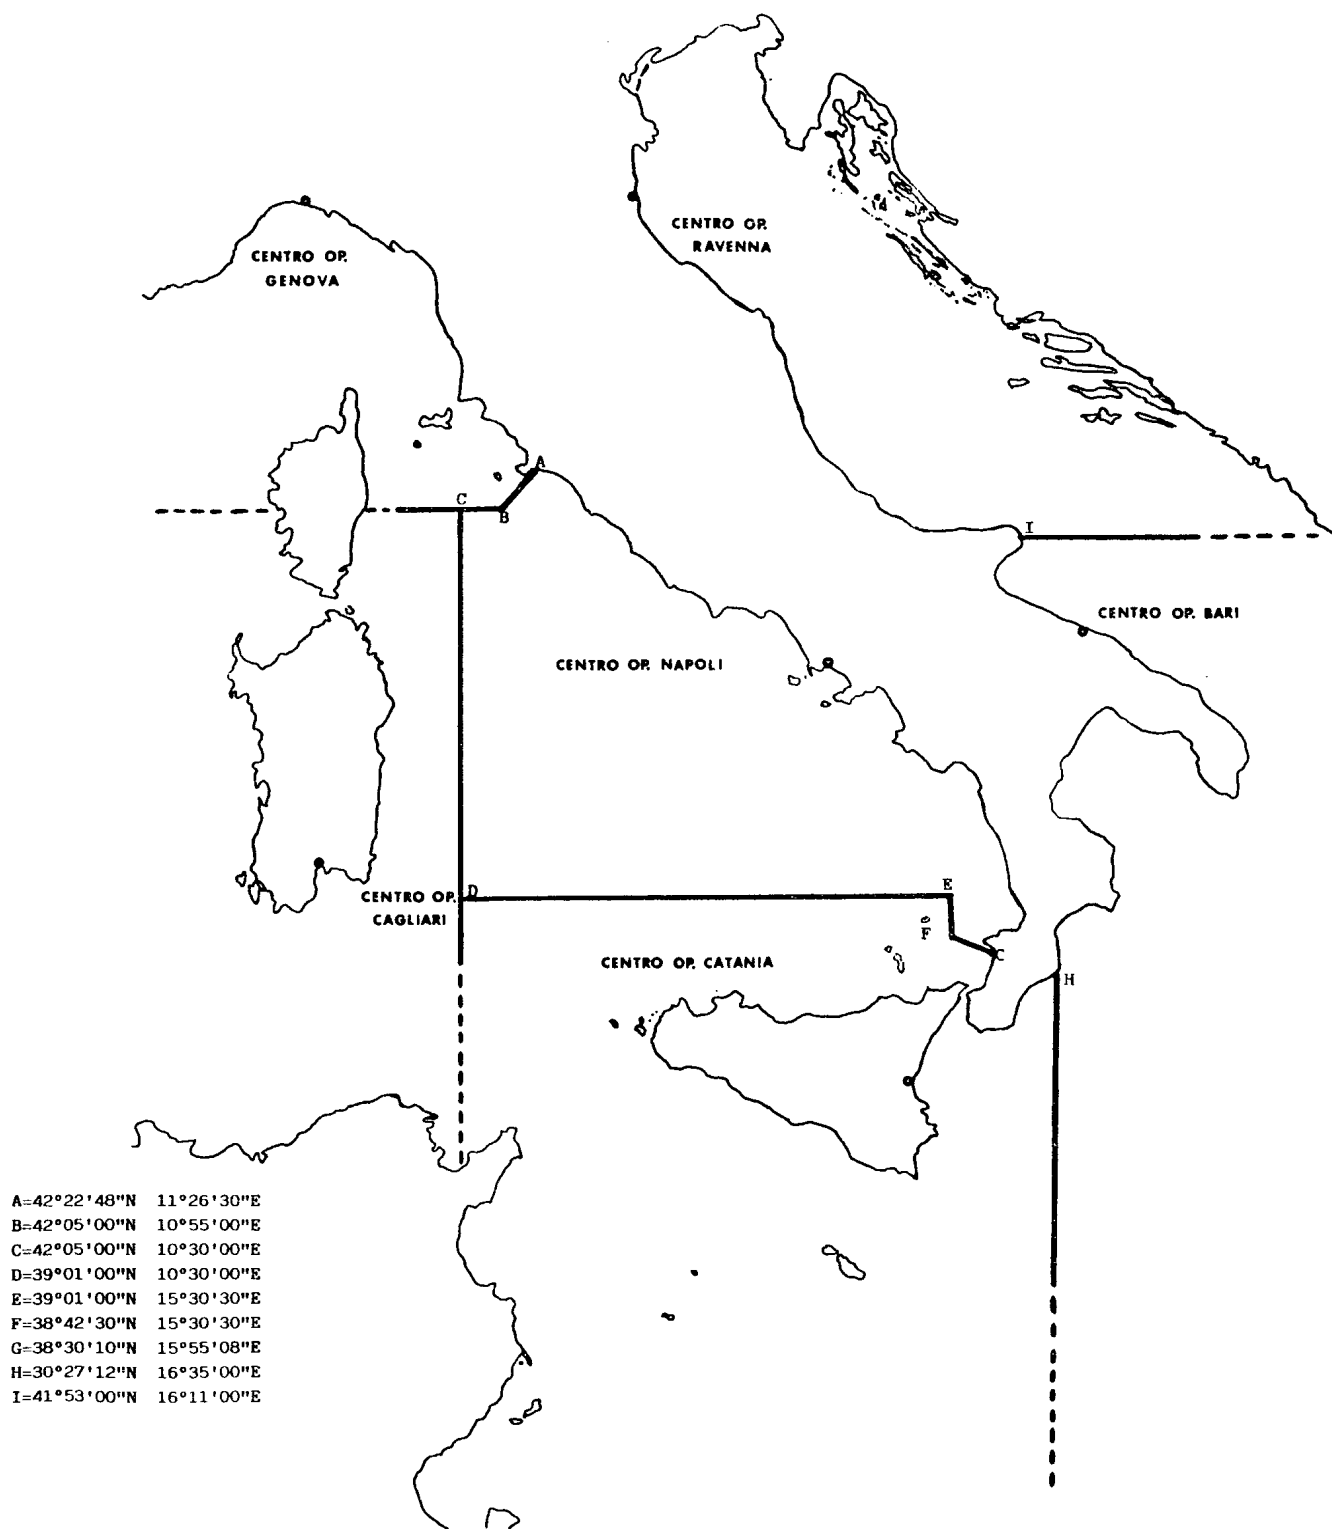 CENTRO OP.
RAVENNA
CENTRO OP.
GENOVA
A
C
B
I
CENTRO OP. BARI
CENTRO OP. NAPOLI
E
D
CENTRO OP.
CAGLIARI
F
G
CENTRO OP. CATANIA
H
A=42°22'48"N 11°26'30"E
B=42°05'00"N 10°55'00"E
C=42°05'00"N 10°30'00"E
D=39°01'00"N 10°30'00"E
E=39°01'00"N 15°30'30"E
F=38°42'30"N 15°30'30"E
G=38°30'10"N 15°55'08"E
H=30°27'12"N 16°35'00"E
I=41°53'00"N 16°11'00"E